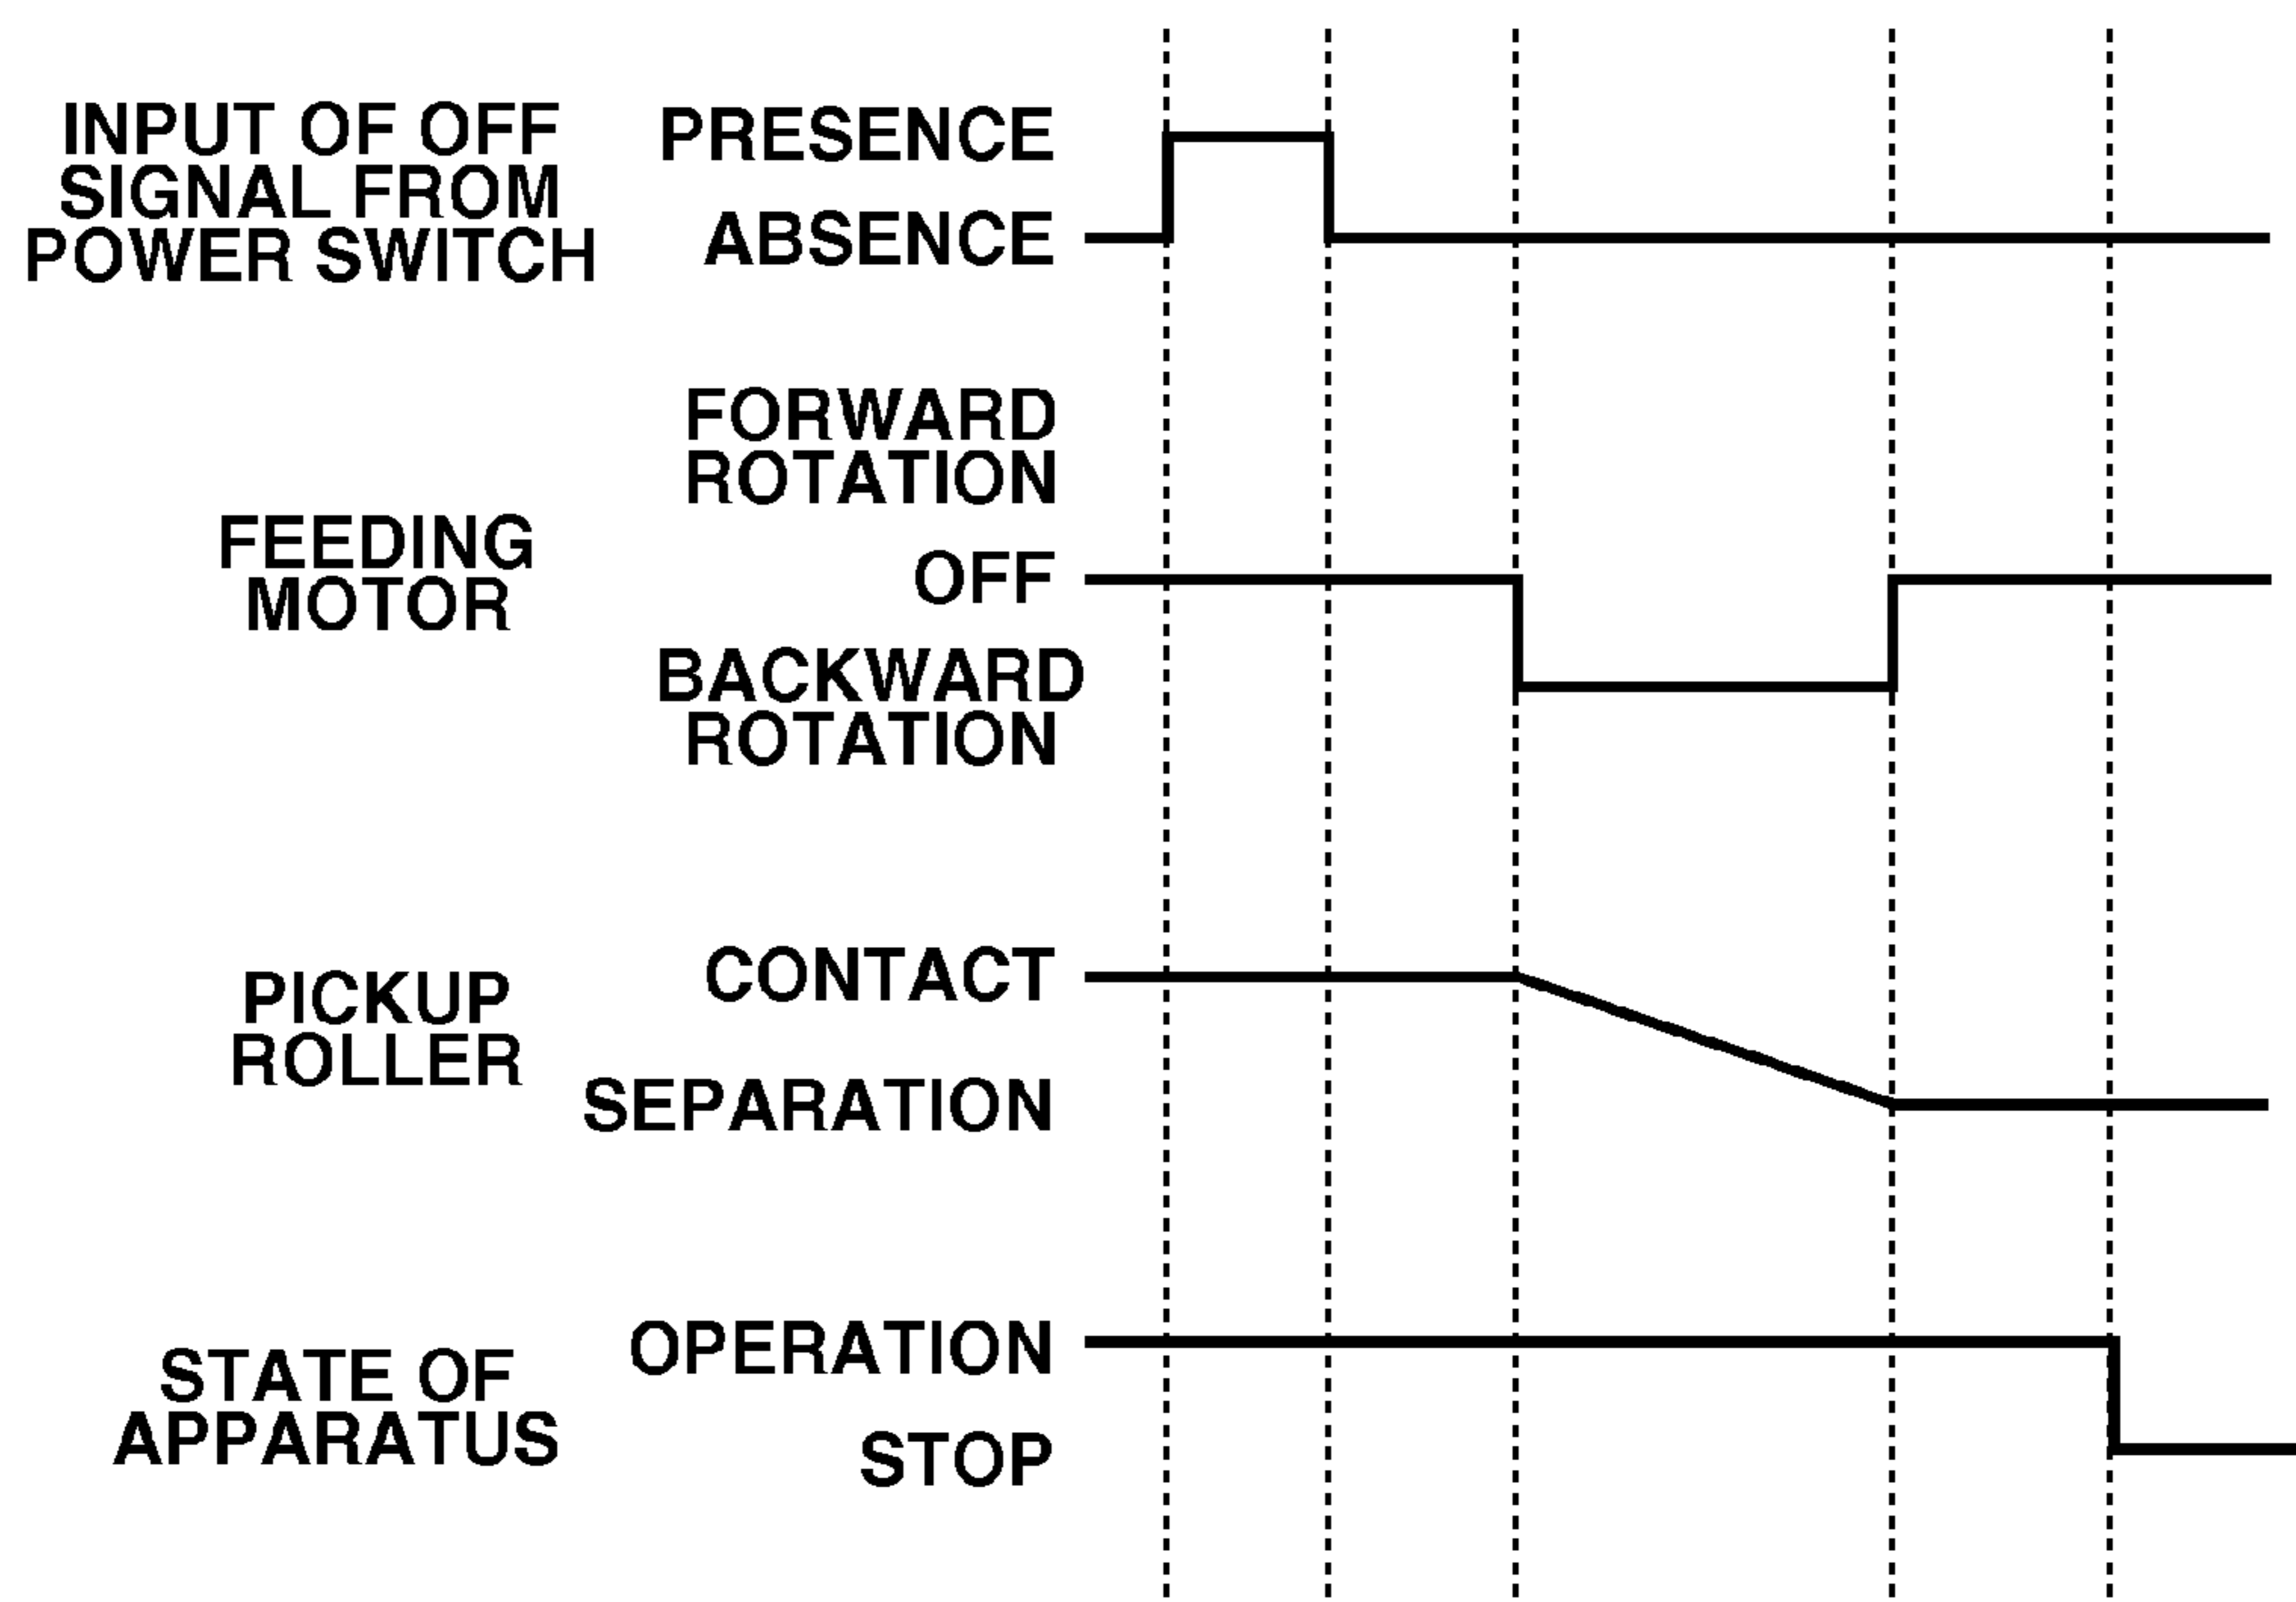 INPUT OF OFF
SIGNAL FROM
POWER SWITCH
PRESENCE
ABSENCE
FEEDING
MOTOR
FORWARD
ROTATION
OFF
BACKWARD
ROTATION
PICKUP
ROLLER
CONTACT
SEPARATION
STATE OF
APPARATUS
OPERATION
STOP